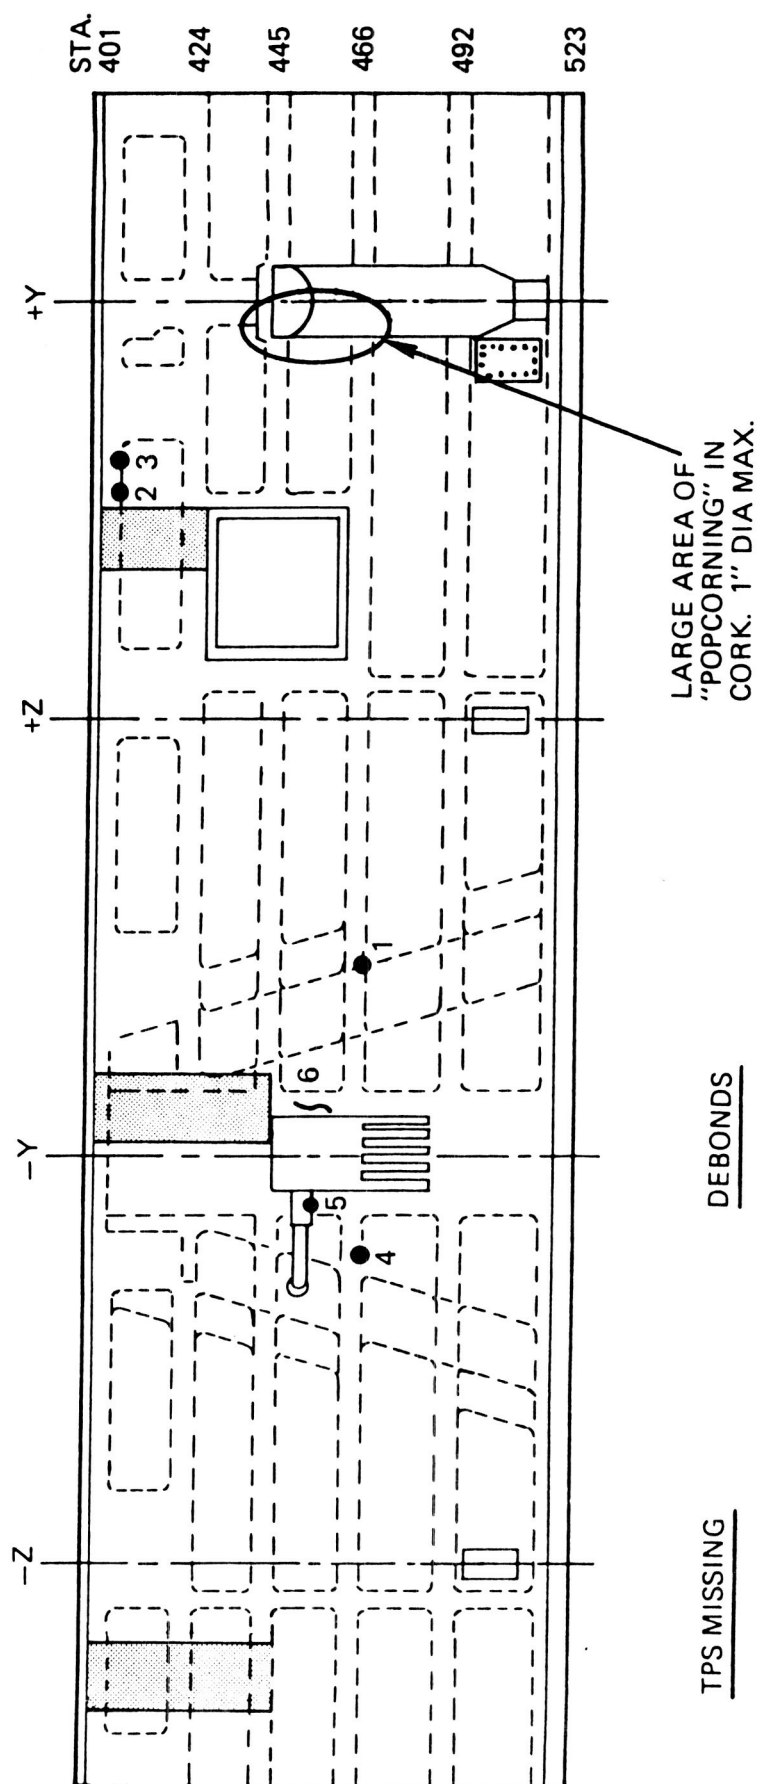 STA.
401
424
445
466
492
523
–Z
–Y
+Z
+Y
1
2
3
4
5
6
LARGE AREA OF
"POPCORNING" IN
CORK. 1" DIA MAX.
TPS MISSING
DEBONDS